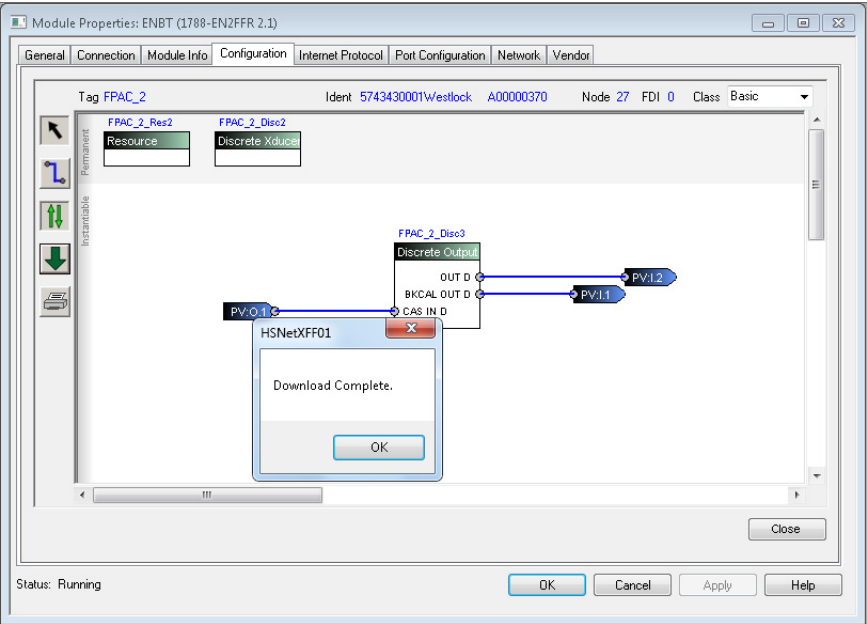 Module Properties: ENBT (1788-EN2FFR 2.1)
General Connection Module Info Configuration Internet Protocol Port Configuration Network Vendor
Tag FPAC_2 Ident 5743430001Westlock A00000370 Node 27 FDI 0 Class Basic
FPAC_2_Res2 FPAC_2_Disc2
Resource Discrete Xducer
Permanent
Instantiable
FPAC_2_Disc3
Discrete Output
OUT D PV:I.2
BKCAL OUT D PV:I.1
PV:O.1 CAS IN D
HSNetXFF01
Download Complete.
OK
Close
Status: Running OK Cancel Apply Help